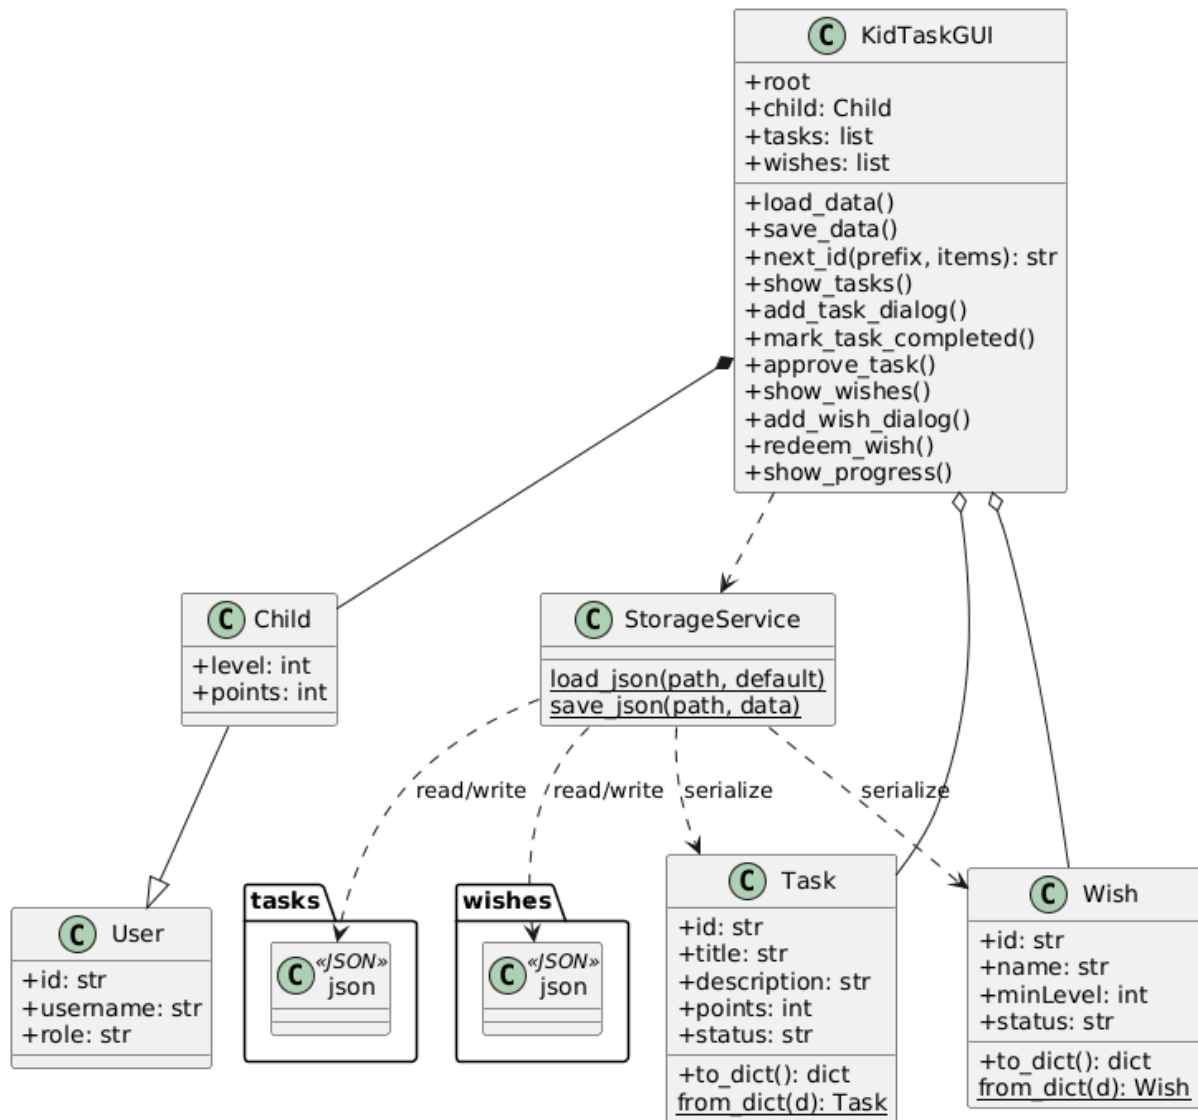 C KidTaskGUI
+root
+child: Child
+tasks: list
+wishes: list
+load_data()
+save_data()
+next_id(prefix, items): str
+show_tasks()
+add_task_dialog()
+mark_task_completed()
+approve_task()
+show_wishes()
+add_wish_dialog()
+redeem_wish()
+show_progress()
C Child
+level: int
+points: int
C StorageService
load_json(path, default)
save_json(path, data)
read/write
read/write
serialize
serialize
C User
+id: str
+username: str
+role: str
tasks
C «JSON»
json
wishes
C «JSON»
json
C Task
+id: str
+title: str
+description: str
+points: int
+status: str
+to_dict(): dict
from_dict(d): Task
C Wish
+id: str
+name: str
+minLevel: int
+status: str
+to_dict(): dict
from_dict(d): Wish